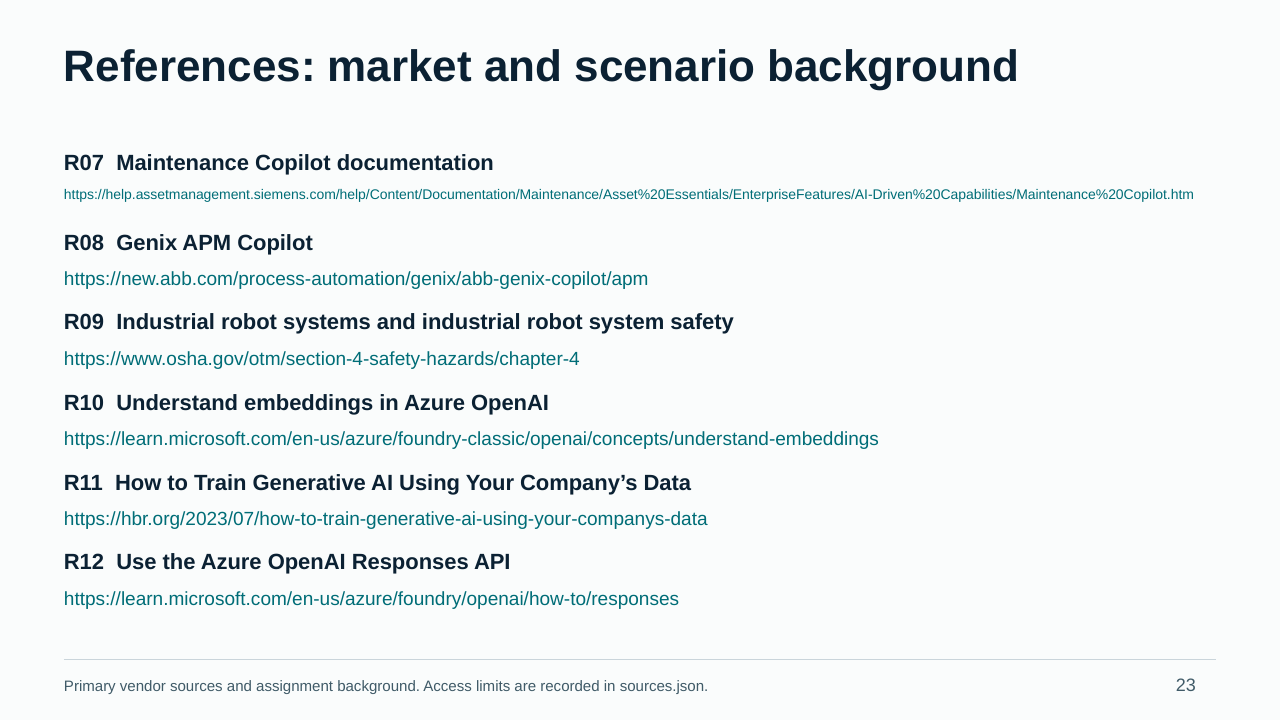 References: market and scenario background
R07 Maintenance Copilot documentation
https://help.assetmanagement.siemens.com/help/Content/Documentation/Maintenance/Asset%20Essentials/EnterpriseFeatures/AI-Driven%20Capabilities/Maintenance%20Copilot.htm
R08 Genix APM Copilot
https://new.abb.com/process-automation/genix/abb-genix-copilot/apm
R09 Industrial robot systems and industrial robot system safety
https://www.osha.gov/otm/section-4-safety-hazards/chapter-4
R10 Understand embeddings in Azure OpenAI
https://learn.microsoft.com/en-us/azure/foundry-classic/openai/concepts/understand-embeddings
R11 How to Train Generative AI Using Your Company’s Data
https://hbr.org/2023/07/how-to-train-generative-ai-using-your-companys-data
R12 Use the Azure OpenAI Responses API
https://learn.microsoft.com/en-us/azure/foundry/openai/how-to/responses
Primary vendor sources and assignment background. Access limits are recorded in sources.json.
23